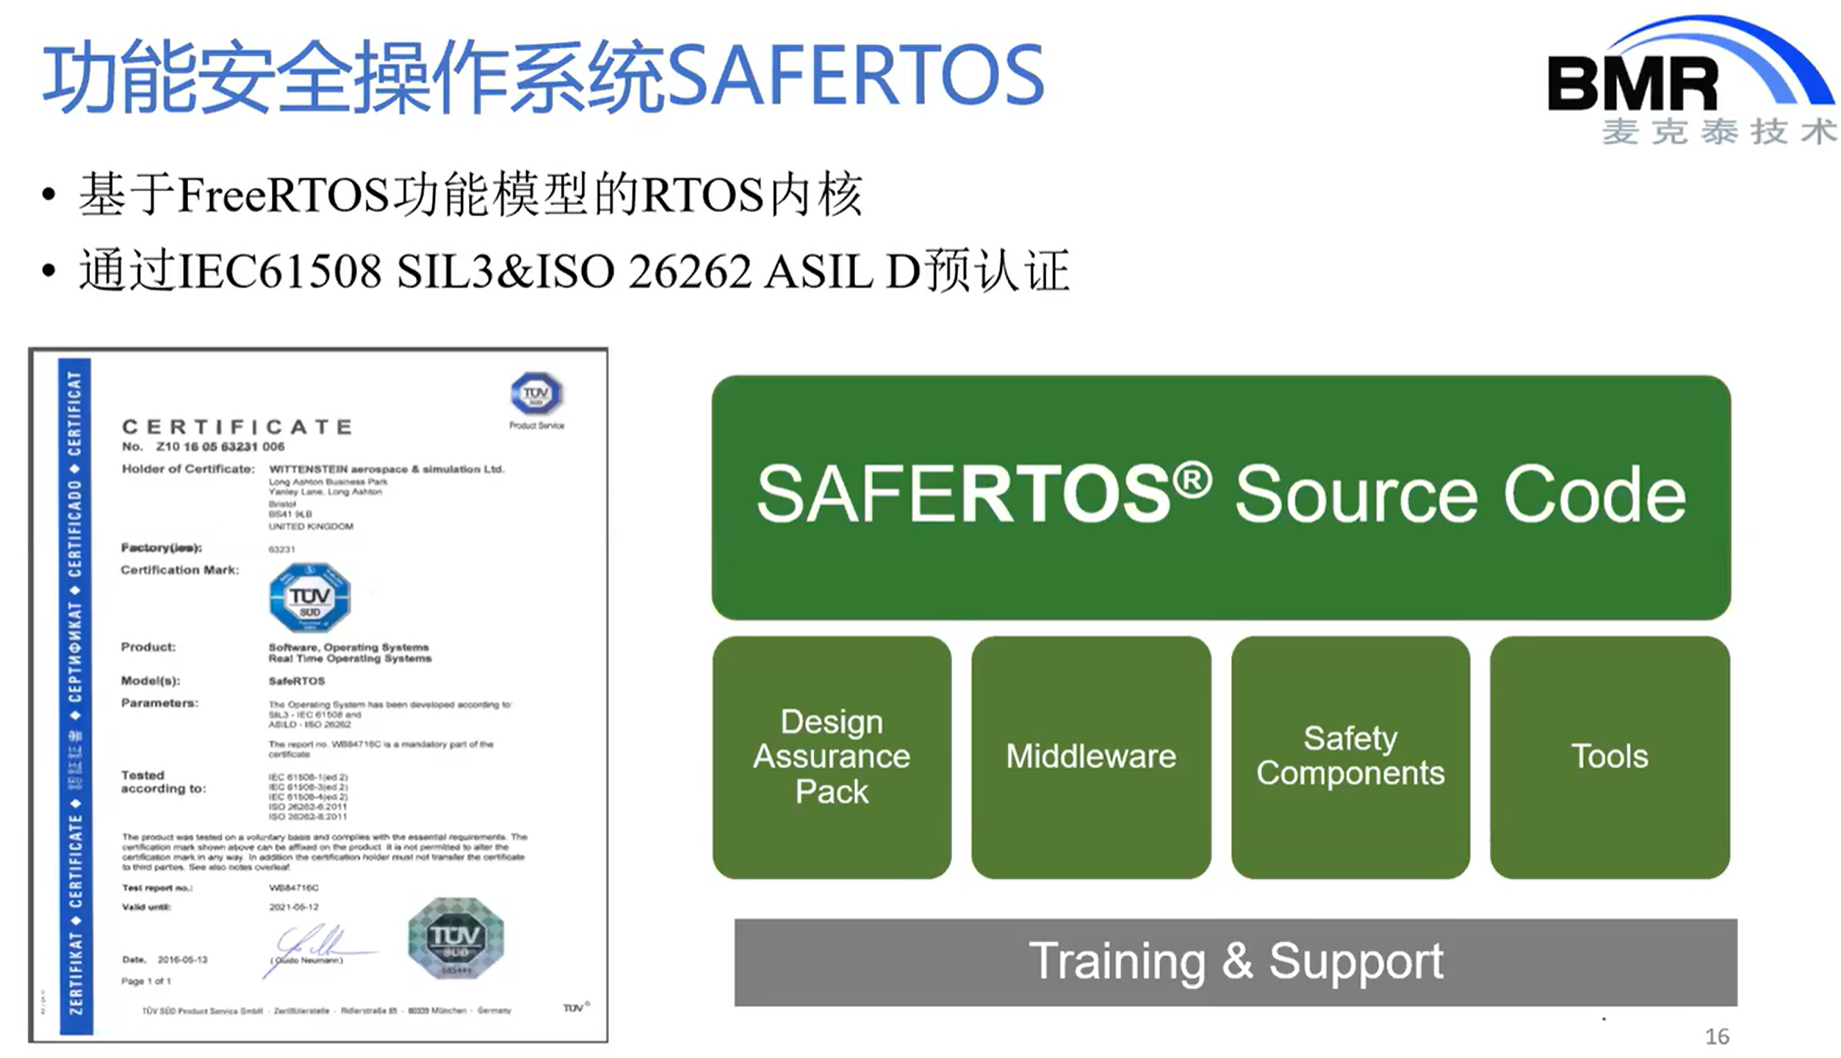 功能安全操作系统SAFERTOS
BMR
麦克泰技术
• 基于FreeRTOS功能模型的RTOS内核
• 通过IEC61508 SIL3&ISO 26262 ASIL D预认证
ZERTIFIKAT ◆ CERTIFICATE ◆ 認証証書 ◆ СЕРТИФИКАТ ◆ CERTIFICADO ◆ CERTIFICAT
TÜV
SÜD
Product Service
CERTIFICATE
No. Z10 16 05 63231 006
Holder of Certificate: WITTENSTEIN aerospace & simulation Ltd.
Long Ashton Business Park
Yanley Lane, Long Ashton
Bristol
BS41 9LB
UNITED KINGDOM
Factory(ies): 63231
Certification Mark:
TÜV
SÜD
Product: Software, Operating Systems
Real Time Operating Systems
Model(s): SafeRTOS
Parameters: The Operating System has been developed according to:
SIL3 - IEC 61508 and
ASILD - ISO 26262
The report no. WB84716C is a mandatory part of the
certificate
Tested
according to:
IEC 61508-1(ed.2)
IEC 61508-3(ed.2)
IEC 61508-4(ed.2)
ISO 26262-6:2011
ISO 26262-8:2011
The product was tested on a voluntary basis and complies with the essential requirements. The
certification mark shown above can be affixed on the product. It is not permitted to alter the
certification mark in any way. In addition the certification holder must not transfer the certificate
to third parties. See also notes overleaf.
Test report no.: WB84716C
Valid until: 2021-05-12
Date, 2016-05-13
(Guido Neumann)
TÜV
SÜD
Page 1 of 1
TÜV SÜD Product Service GmbH · Zertifizierstelle · Ridlerstraße 65 · 80339 München · Germany
TÜV®
SAFERTOS® Source Code
Design
Assurance
Pack
Middleware
Safety
Components
Tools
Training & Support
16